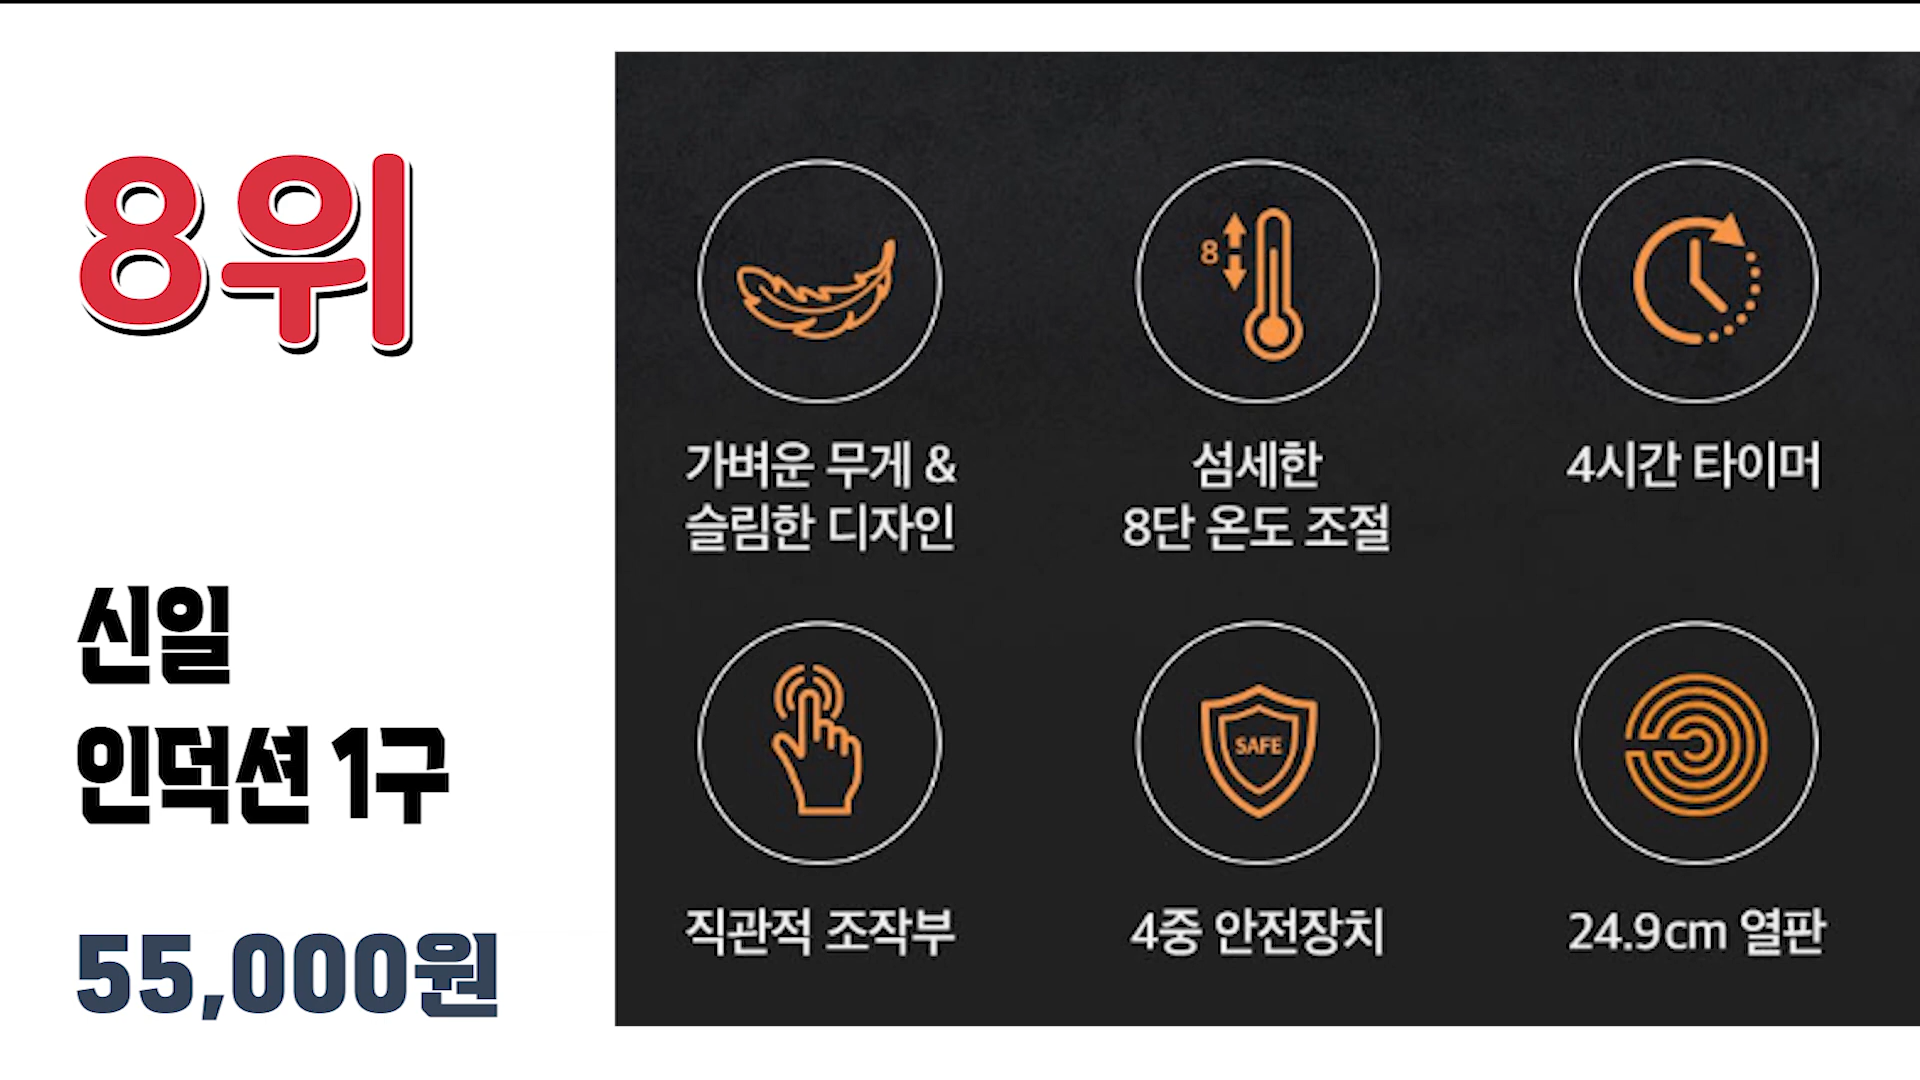 8위
신일
인덕션 1구
55,000원
8
가벼운 무게 &
슬림한 디자인
섬세한
8단 온도 조절
4시간 타이머
SAFE
직관적 조작부
4중 안전장치
24.9cm 열판